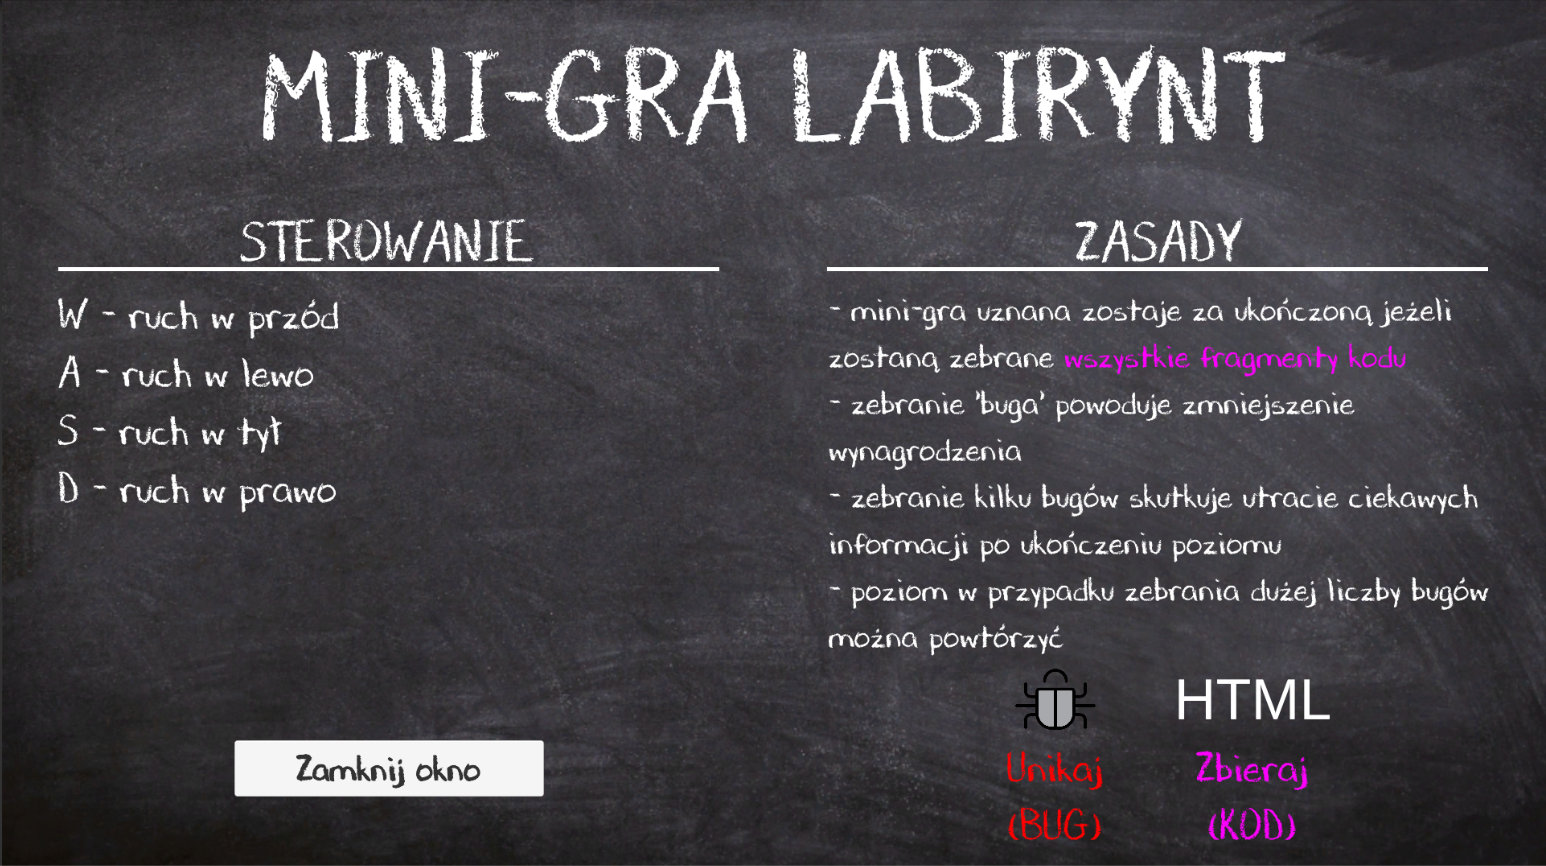 MINI-GRA LABIRYNT
STEROWANIE
W - ruch w przód
A - ruch w lewo
S - ruch w tył
D - ruch w prawo
Zamknij okno
ZASADY
- mini-gra uznana zostaje za ukończoną jeżeli
zostaną zebrane wszystkie fragmenty kodu
- zebranie 'buga' powoduje zmniejszenie
wynagrodzenia
- zebranie kilku bugów skutkuje utracie ciekawych
informacji po ukończeniu poziomu
- poziom w przypadku zebrania dużej liczby bugów
można powtórzyć
HTML
Unikaj Zbieraj
(BUG) (KOD)